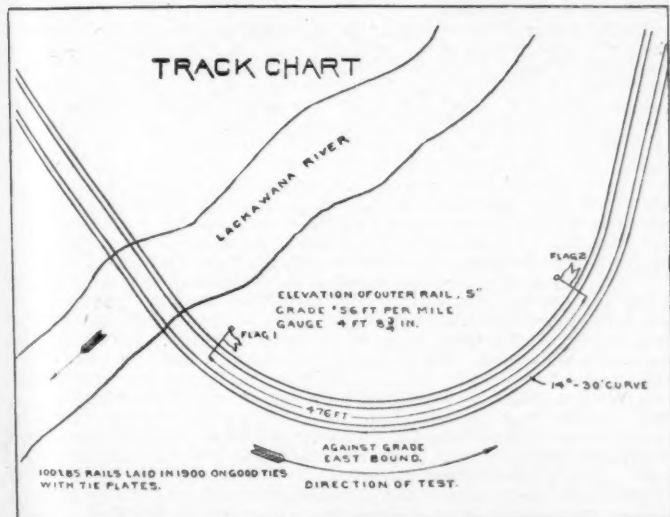 TRACK CHART
LACKAWANA RIVER
FLAG 2
ELEVATION OF OUTER RAIL, 5"
GRADE "56 FT PER MILE
GAUGE 4 FT 8 3/4 IN.
FLAG 1
14°-30' CURVE
476 FT
AGAINST GRADE
EAST BOUND.
100 LBS RAILS LAID IN 1900 ON GOOD TIES
WITH TIE PLATES.
DIRECTION OF TEST.